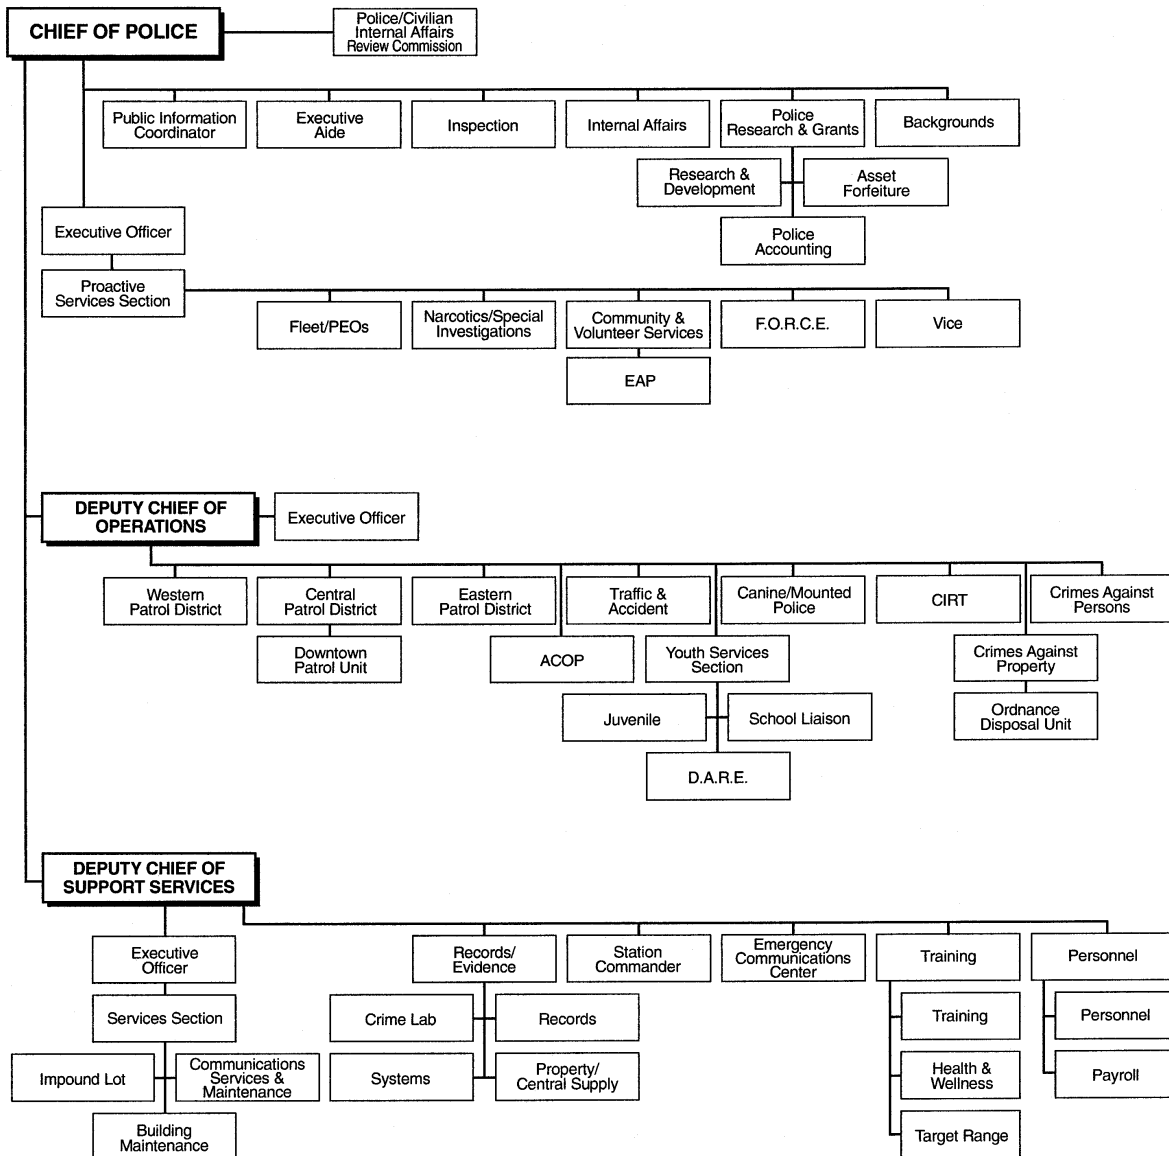 CHIEF OF POLICE
Police/Civilian
Internal Affairs
Review Commission
Public Information
Coordinator
Executive
Aide
Inspection
Internal Affairs
Police
Research & Grants
Backgrounds
Research &
Development
Asset
Forfeiture
Police
Accounting
Executive Officer
Proactive
Services Section
Fleet/PEOs
Narcotics/Special
Investigations
Community &
Volunteer Services
F.O.R.C.E.
Vice
EAP
DEPUTY CHIEF OF
OPERATIONS
Executive Officer
Western
Patrol District
Central
Patrol District
Eastern
Patrol District
Traffic &
Accident
Canine/Mounted
Police
CIRT
Crimes Against
Persons
Downtown
Patrol Unit
ACOP
Youth Services
Section
Crimes Against
Property
Juvenile
School Liaison
Ordnance
Disposal Unit
D.A.R.E.
DEPUTY CHIEF OF
SUPPORT SERVICES
Executive
Officer
Records/
Evidence
Station
Commander
Emergency
Communications
Center
Training
Personnel
Services Section
Crime Lab
Records
Training
Personnel
Impound Lot
Communications
Services &
Maintenance
Systems
Property/
Central Supply
Health &
Wellness
Payroll
Building
Maintenance
Target Range